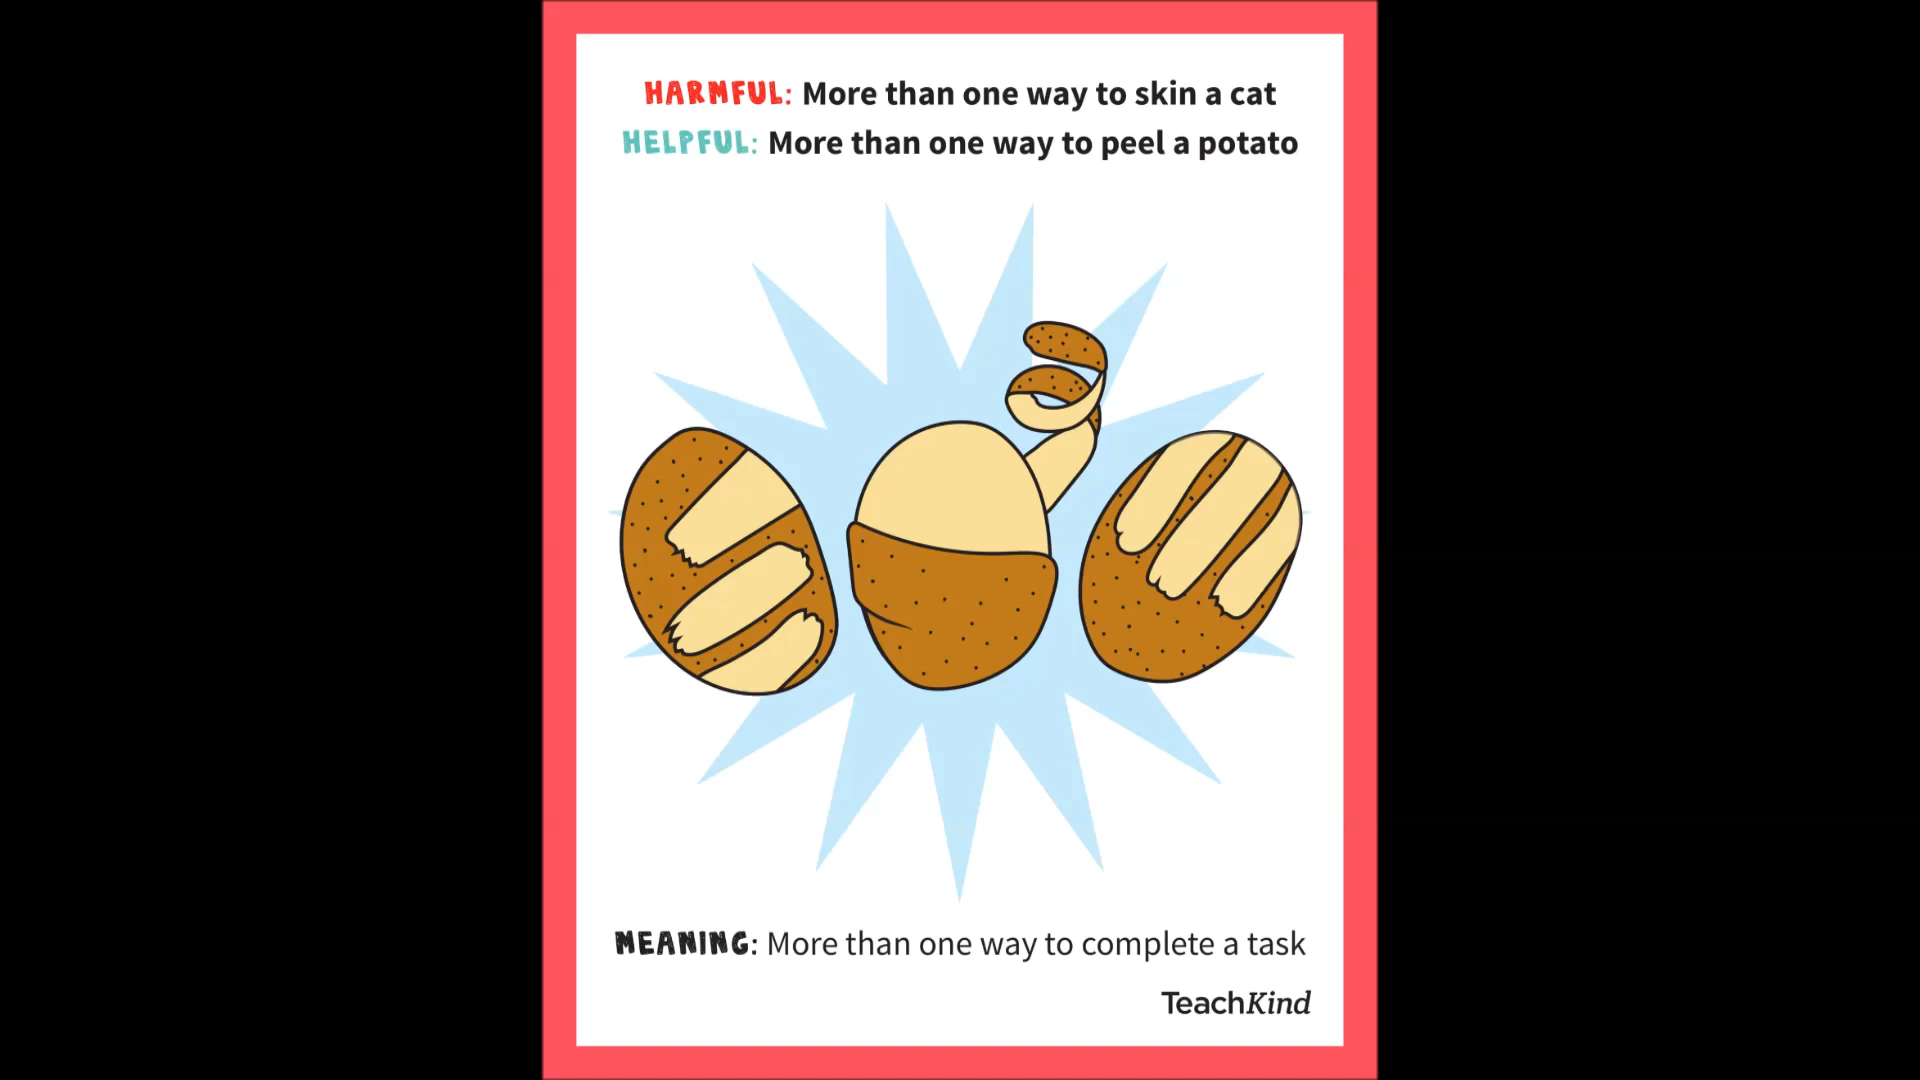 HARMFUL: More than one way to skin a cat
HELPFUL: More than one way to peel a potato
MEANING: More than one way to complete a task
TeachKind